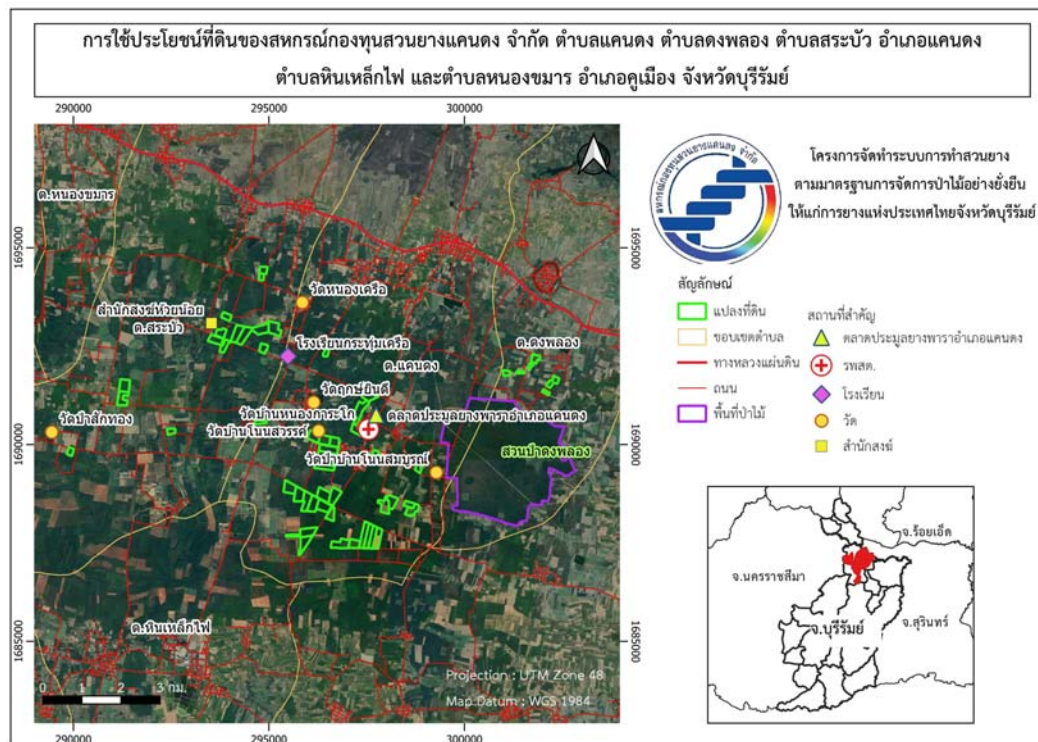 การใช้ประโยชน์ที่ดินของสหกรณ์กองทุนสวนยางแคนดง จำกัด ตำบลแคนดง ตำบลดงพลอง ตำบลสระบัว อำเภอแคนดง
ตำบลหินเหล็กไฟ และตำบลหนองขมาร อำเภอคูเมือง จังหวัดบุรีรัมย์
290000 295000 300000
1695000
1690000
1685000
ต.หนองขมาร
วัดหนองเครือ
สำนักสงฆ์ห้วยน้อย
ต.สระบัว
โรงเรียนกระทุ่มเครือ
ต.ดงพลอง
ต.แคนดง
วัดฤกษ์ยินดี
วัดบ้านหนองการะโก
ตลาดประมูลยางพาราอำเภอแคนดง
วัดป่าสักทอง
วัดบ้านโนนสวรรค์
วัดป่าบ้านโนนสมบูรณ์
สวนป่าดงพลอง
ต.หินเหล็กไฟ
0 1 2 3 กม.
Projection : UTM Zone 48
Map Datum : WGS 1984
1695000
1690000
1685000
290000 295000 300000
สหกรณ์กองทุนสวนยางแคนดง จำกัด
โครงการจัดทำระบบการทำสวนยาง
ตามมาตรฐานการจัดการป่าไม้อย่างยั่งยืน
ให้แก่การยางแห่งประเทศไทยจังหวัดบุรีรัมย์
สัญลักษณ์
แปลงที่ดิน
ขอบเขตตำบล
ทางหลวงแผ่นดิน
ถนน
พื้นที่ป่าไม้
สถานที่สำคัญ
ตลาดประมูลยางพาราอำเภอแคนดง
รพสต.
โรงเรียน
วัด
สำนักสงฆ์
จ.ร้อยเอ็ด
จ.นครราชสีมา
จ.บุรีรัมย์
จ.สุรินทร์